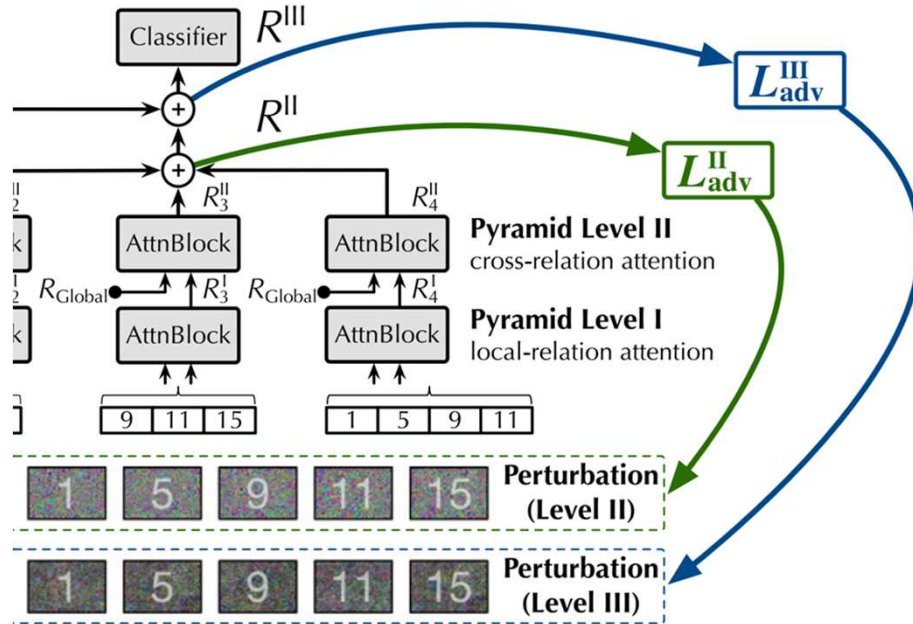 Classifier
R^III
L^III_adv
+
R^II
L^II_adv
+
R^II_2
R^II_3
R^II_4
AttnBlock
AttnBlock
Pyramid Level II
cross-relation attention
R_Global
R^I_3
R_Global
R^I_4
AttnBlock
AttnBlock
Pyramid Level I
local-relation attention
9 11 15
1 5 9 11
1 5 9 11 15
Perturbation
(Level II)
1 5 9 11 15
Perturbation
(Level III)